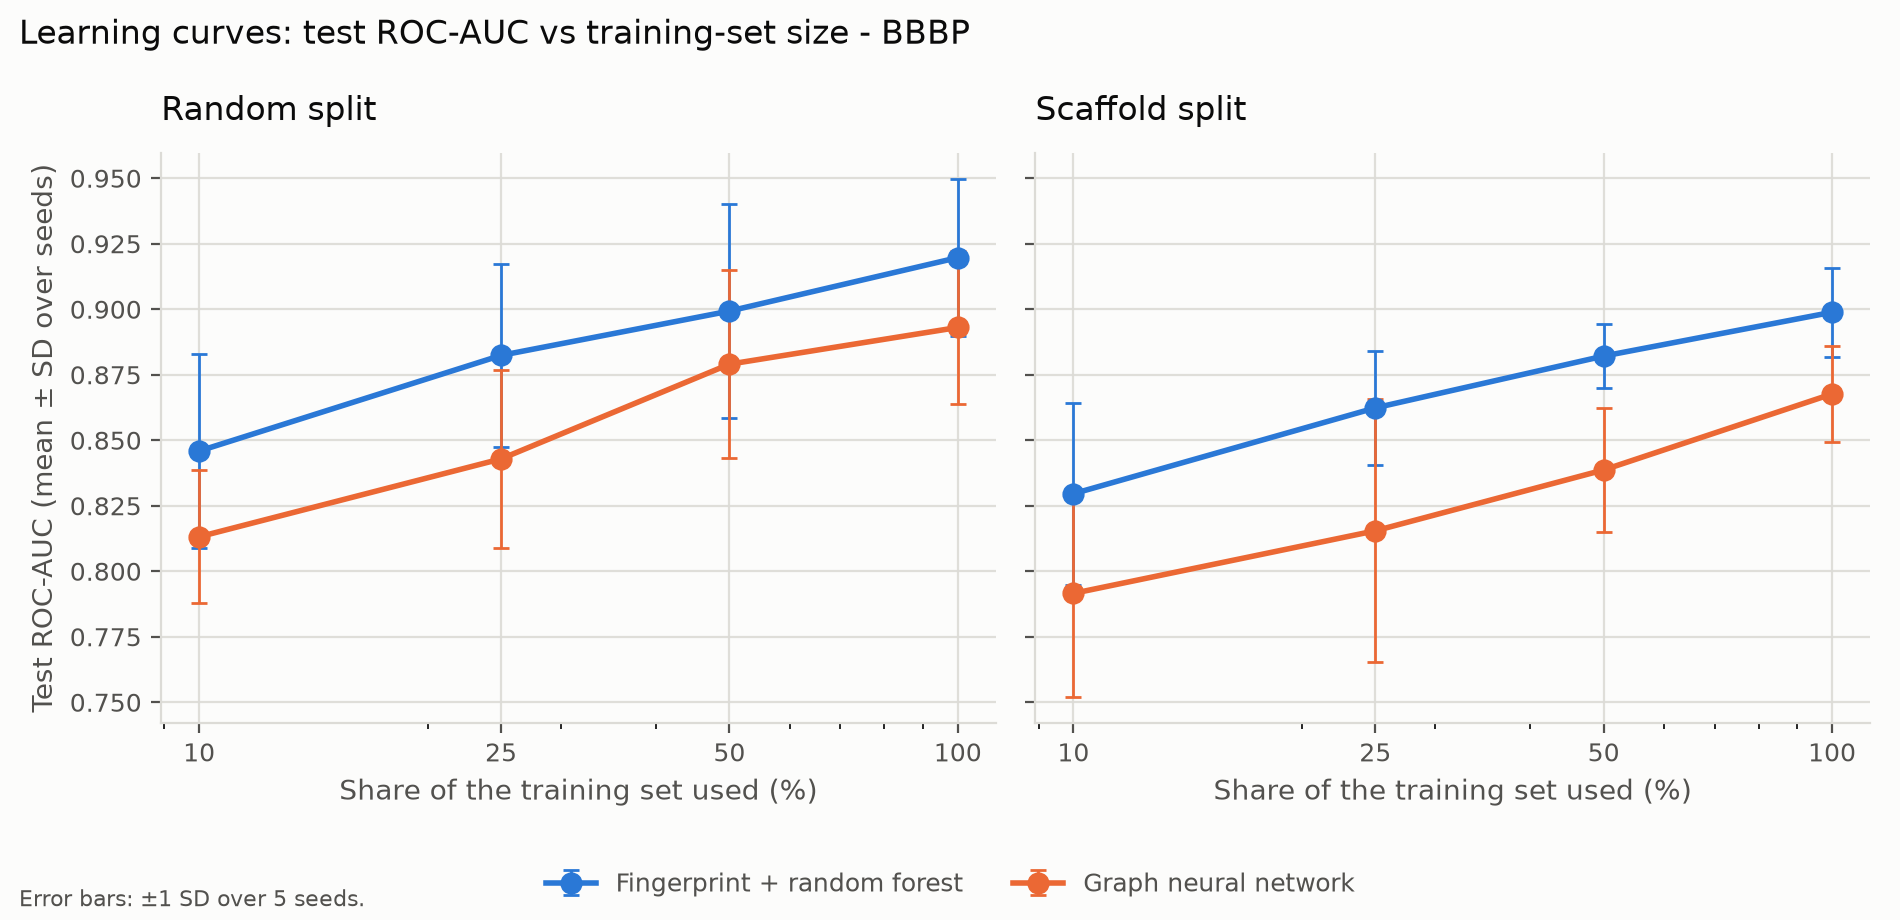 Learning curves: test ROC-AUC vs training-set size - BBBP
Random split
Scaffold split
Test ROC-AUC (mean ± SD over seeds)
0.950
0.925
0.900
0.875
0.850
0.825
0.800
0.775
0.750
10 25 50 100
10 25 50 100
Share of the training set used (%)
Share of the training set used (%)
Fingerprint + random forest
Graph neural network
Error bars: ±1 SD over 5 seeds.